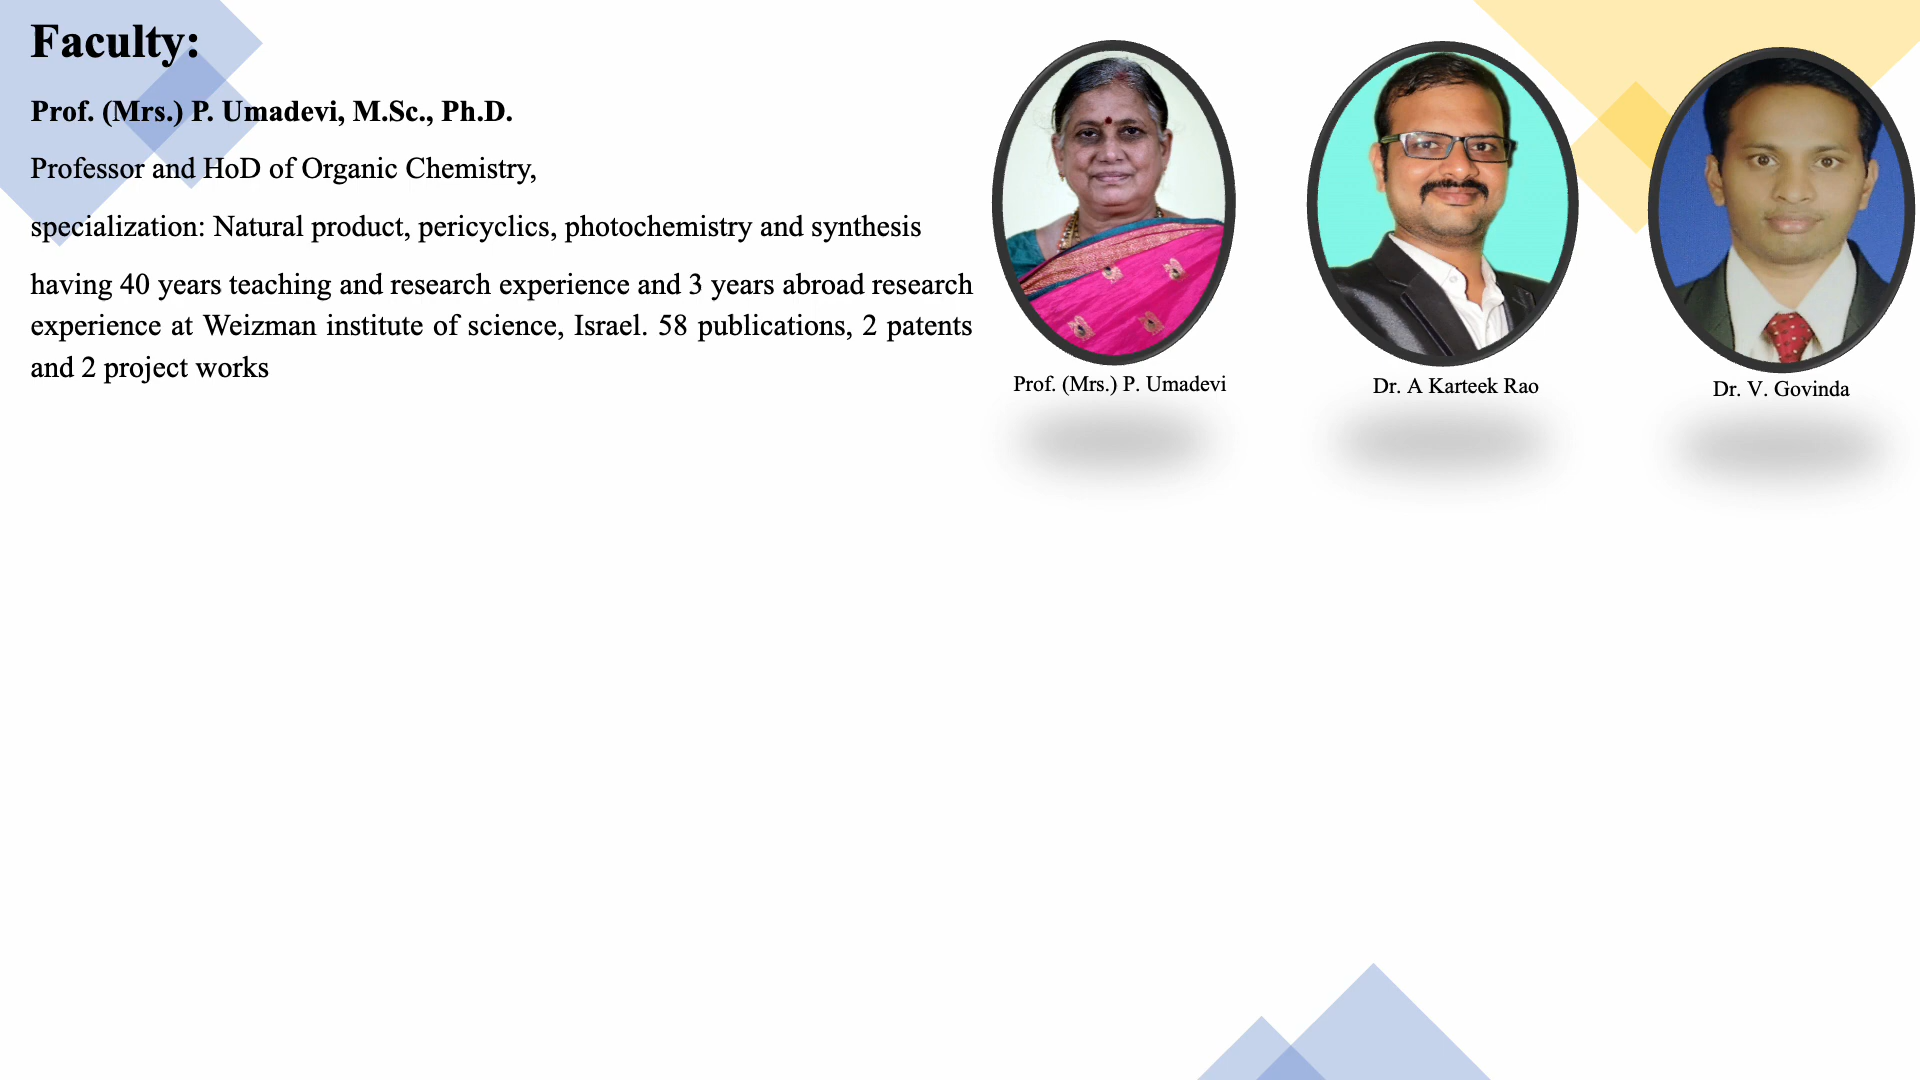 Faculty:
Prof. (Mrs.) P. Umadevi, M.Sc., Ph.D.
Professor and HoD of Organic Chemistry,
specialization: Natural product, pericyclics, photochemistry and synthesis
having 40 years teaching and research experience and 3 years abroad research
experience at Weizman institute of science, Israel. 58 publications, 2 patents
and 2 project works
Prof. (Mrs.) P. Umadevi
Dr. A Karteek Rao
Dr. V. Govinda